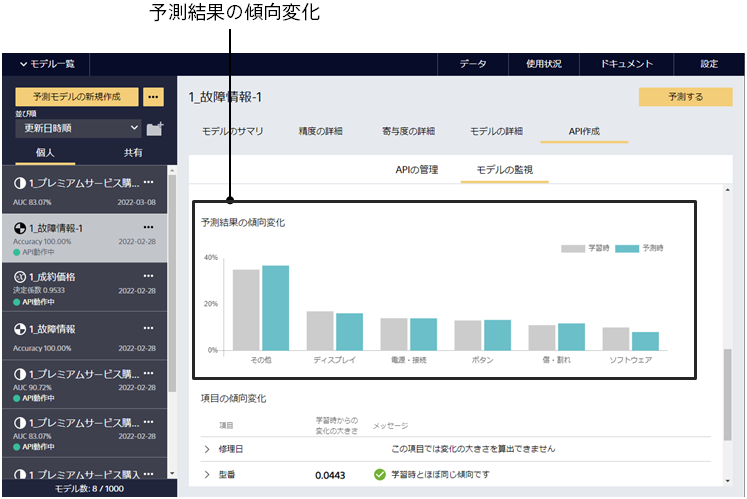 予測結果の傾向変化
モデル一覧
データ
使用状況
ドキュメント
設定
予測モデルの新規作成
並び順
更新日時順
個人
共有
1_プレミアムサービス購...
AUC 83.07%
2022-03-08
1_故障情報-1
Accuracy 100.00%
2022-02-28
API動作中
1_成約価格
決定係数 0.9533
2022-02-28
API動作中
1_故障情報
Accuracy 100.00%
2022-02-28
1_プレミアムサービス購...
AUC 90.72%
2022-02-28
API動作中
1_プレミアムサービス購...
AUC 83.07%
2022-02-28
API動作中
1_プレミアムサービス購入
モデル数: 8 / 1000
1_故障情報-1
予測する
モデルのサマリ
精度の詳細
寄与度の詳細
モデルの詳細
API作成
APIの管理
モデルの監視
予測結果の傾向変化
学習時
予測時
40%
20%
0%
その他
ディスプレイ
電源・接続
ボタン
傷・割れ
ソフトウェア
項目の傾向変化
項目
学習時からの
変化の大きさ
メッセージ
修理日
この項目では変化の大きさを算出できません
型番
0.0443
学習時とほぼ同じ傾向です